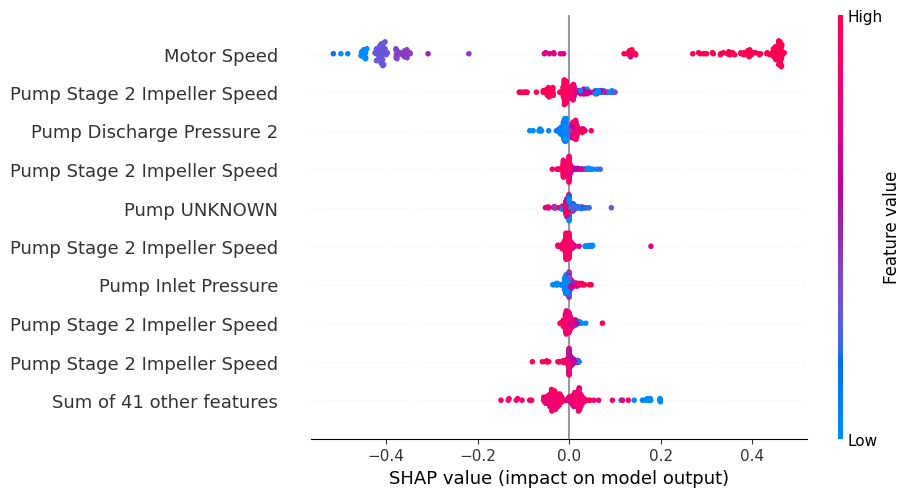 High
Motor Speed
Pump Stage 2 Impeller Speed
Pump Discharge Pressure 2
Pump Stage 2 Impeller Speed
Pump UNKNOWN
Pump Stage 2 Impeller Speed
Pump Inlet Pressure
Pump Stage 2 Impeller Speed
Pump Stage 2 Impeller Speed
Sum of 41 other features
Feature value
Low
−0.4 −0.2 0.0 0.2 0.4
SHAP value (impact on model output)